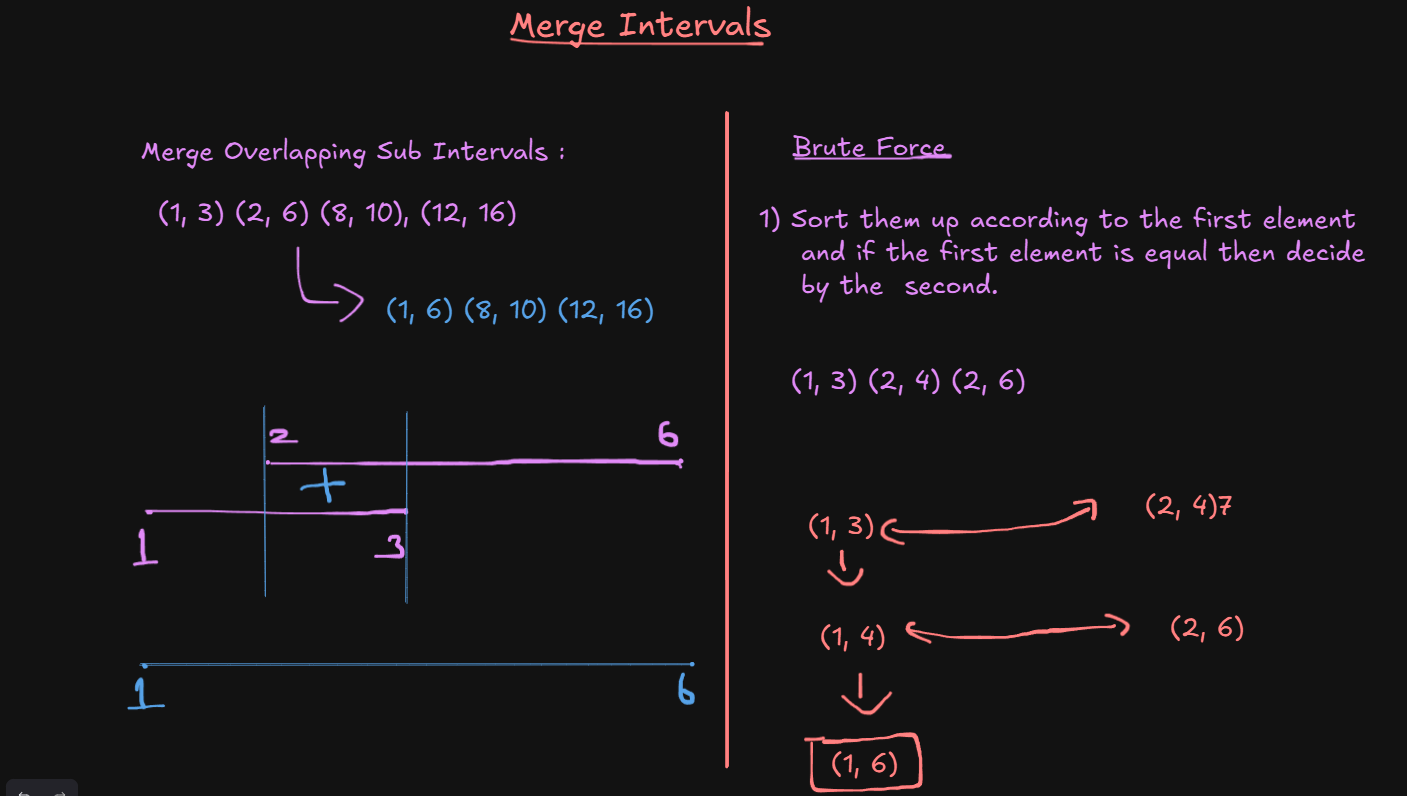 Merge Intervals
Merge Overlapping Sub Intervals :
(1, 3) (2, 6) (8, 10), (12, 16)
(1, 6) (8, 10) (12, 16)
2
6
+
1
3
1
6
Brute Force
1) Sort them up according to the first element
and if the first element is equal then decide
by the second.
(1, 3) (2, 4) (2, 6)
(1, 3)
(2, 4)7
(1, 4)
(2, 6)
(1, 6)